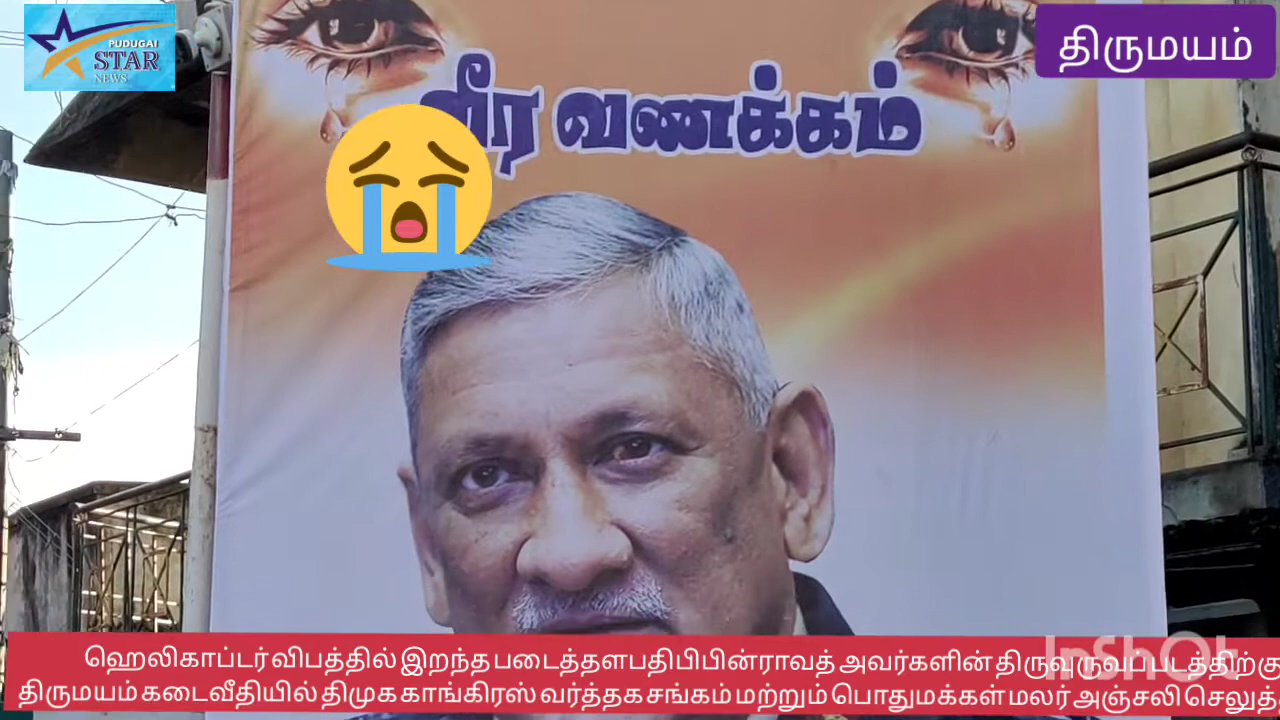 PUDUGAI
STAR
NEWS
திருமயம்
வீர வணக்கம்
ஹெலிகாப்டர் விபத்தில் இறந்த படைத்தளபதி பிபின்ராவத் அவர்களின் திருவுருவப் படத்திற்கு
திருமயம் கடைவீதியில் திமுக காங்கிரஸ் வர்த்தக சங்கம் மற்றும் பொதுமக்கள் மலர் அஞ்சலி
InShOt